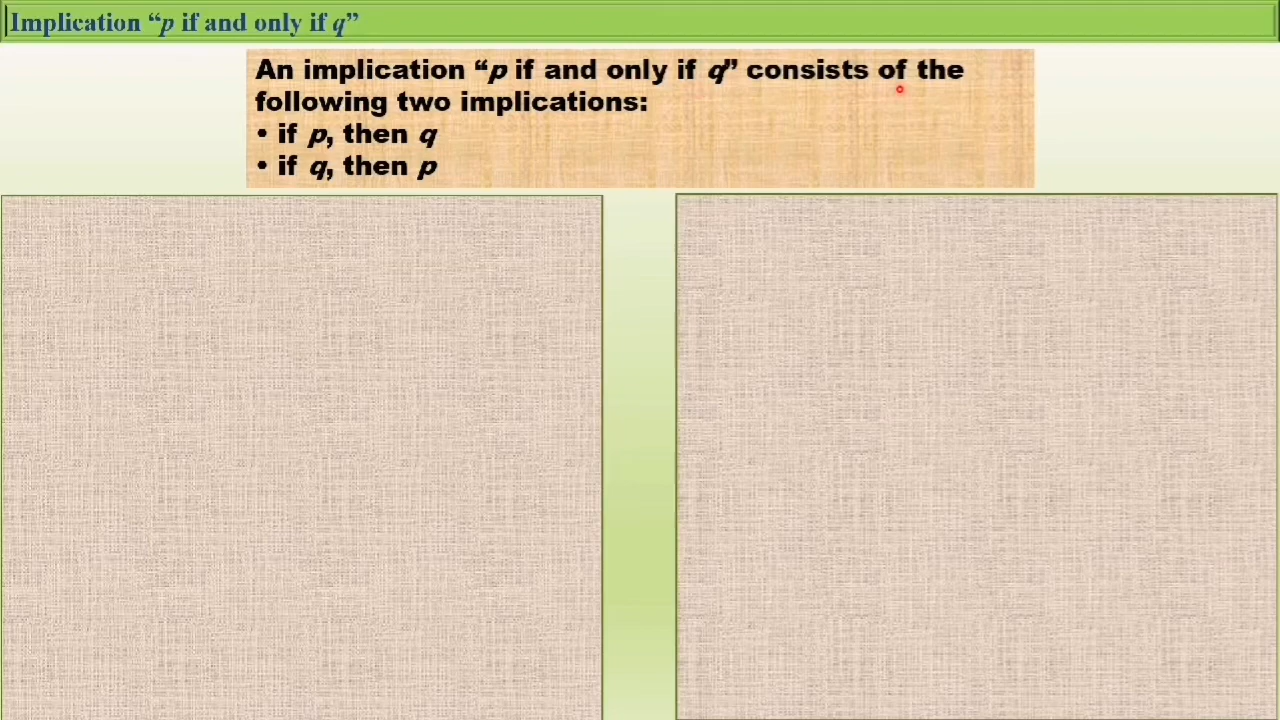 Implication “p if and only if q”
An implication “p if and only if q” consists of the
following two implications:
• if p, then q
• if q, then p